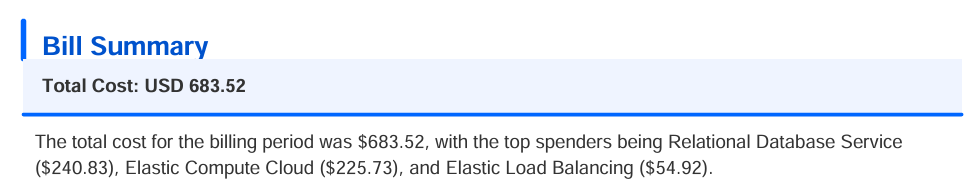 Bill Summary
Total Cost: USD 683.52
The total cost for the billing period was $683.52, with the top spenders being Relational Database Service
($240.83), Elastic Compute Cloud ($225.73), and Elastic Load Balancing ($54.92).